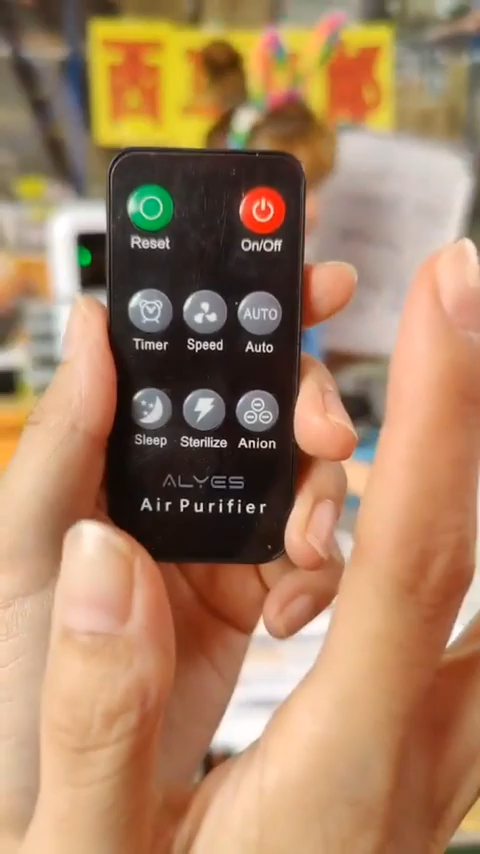 Reset On/Off
AUTO
Timer Speed Auto
Sleep Sterilize Anion
ALYES
Air Purifier